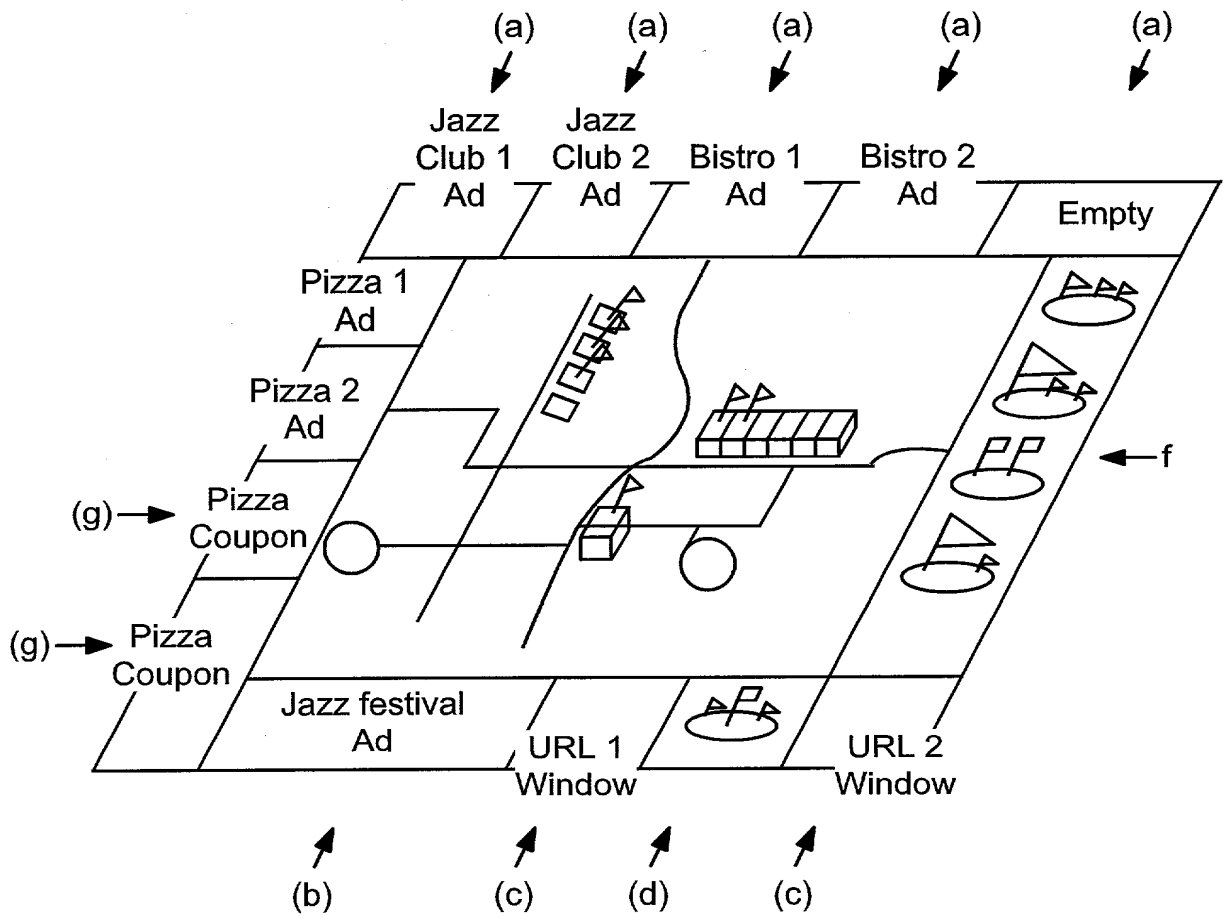 (a) (a) (a) (a) (a)
Jazz
Club 1
Ad
Jazz
Club 2
Ad
Bistro 1
Ad
Bistro 2
Ad
Empty
Pizza 1
Ad
Pizza 2
Ad
f
(g)
Pizza
Coupon
(g)
Pizza
Coupon
Jazz festival
Ad
URL 1
Window
URL 2
Window
(b) (c) (d) (c)